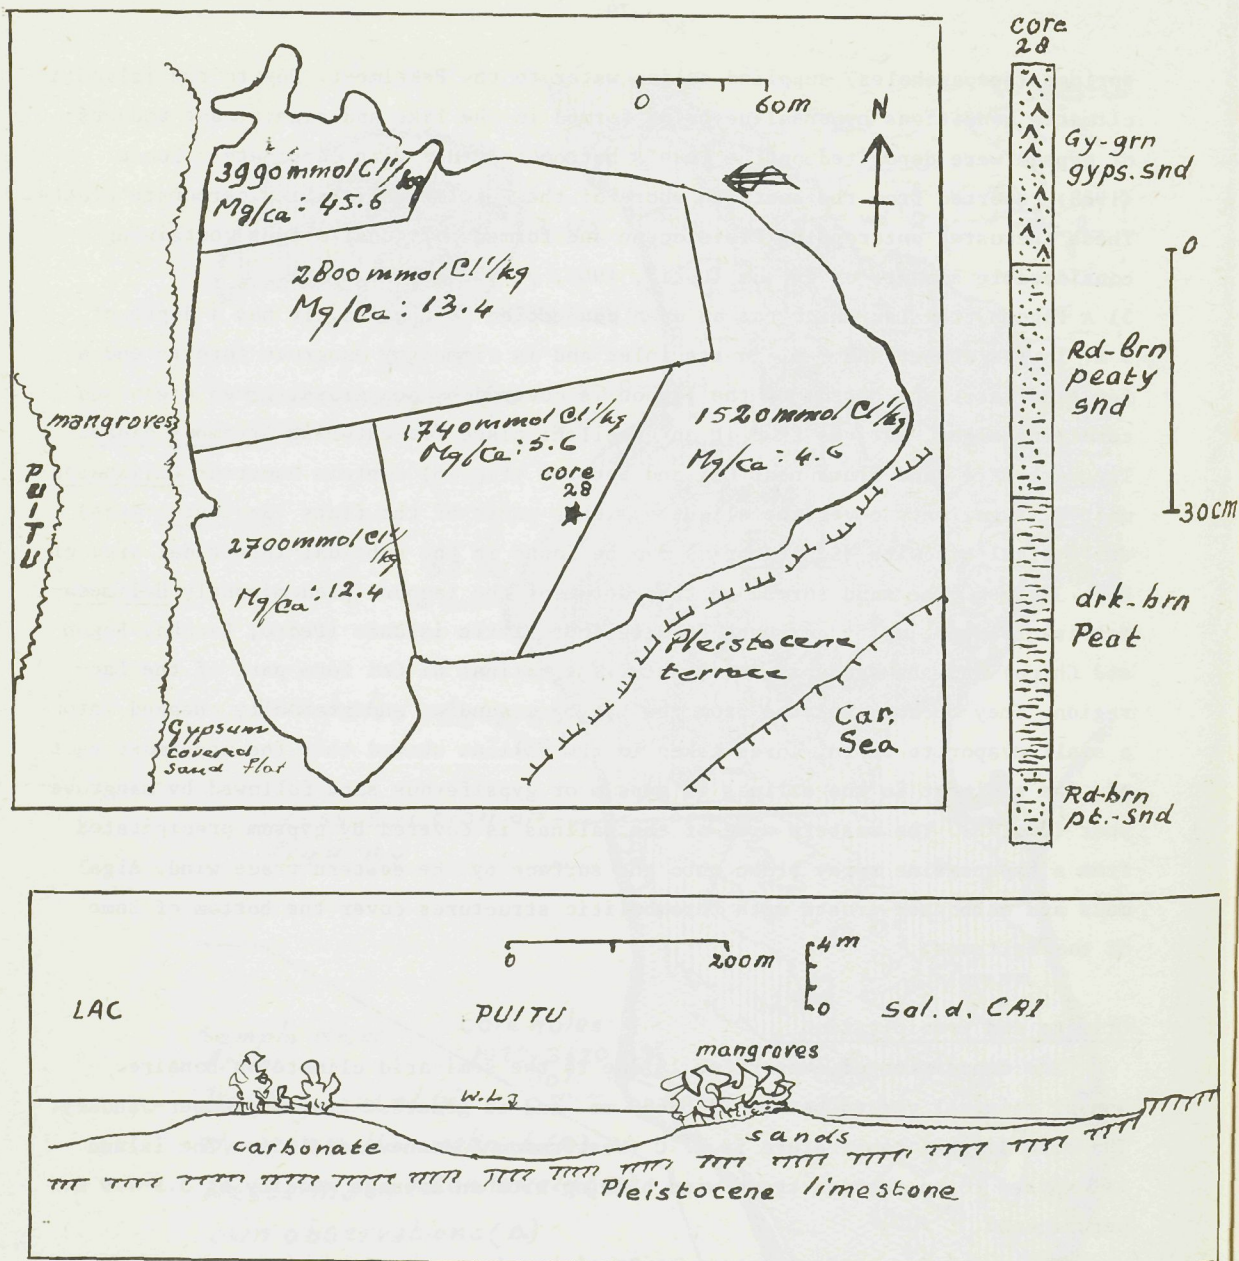 3990 mmol Cl'/kg
Mg/Ca: 45.6
2800 mmol Cl'/kg
Mg/Ca: 13.4
1740 mmol Cl'/kg
Mg/Ca: 5.6
core
28
1520 mmol Cl'/kg
Mg/Ca: 4.6
2700 mmol Cl'/kg
Mg/Ca: 12.4
0 60m
N
mangroves
PUITU
Gypsum
covered
sand flat
Pleistocene
terrace
Car.
Sea
core
28
Gy-grn
gyps. snd
Rd-brn
peaty
snd
drk-brn
Peat
Rd-brn
pt.-snd
0
30cm
0 200m
4m
0
LAC
PUITU
Sal. d. CAI
mangroves
W.L.
carbonate
sands
Pleistocene limestone